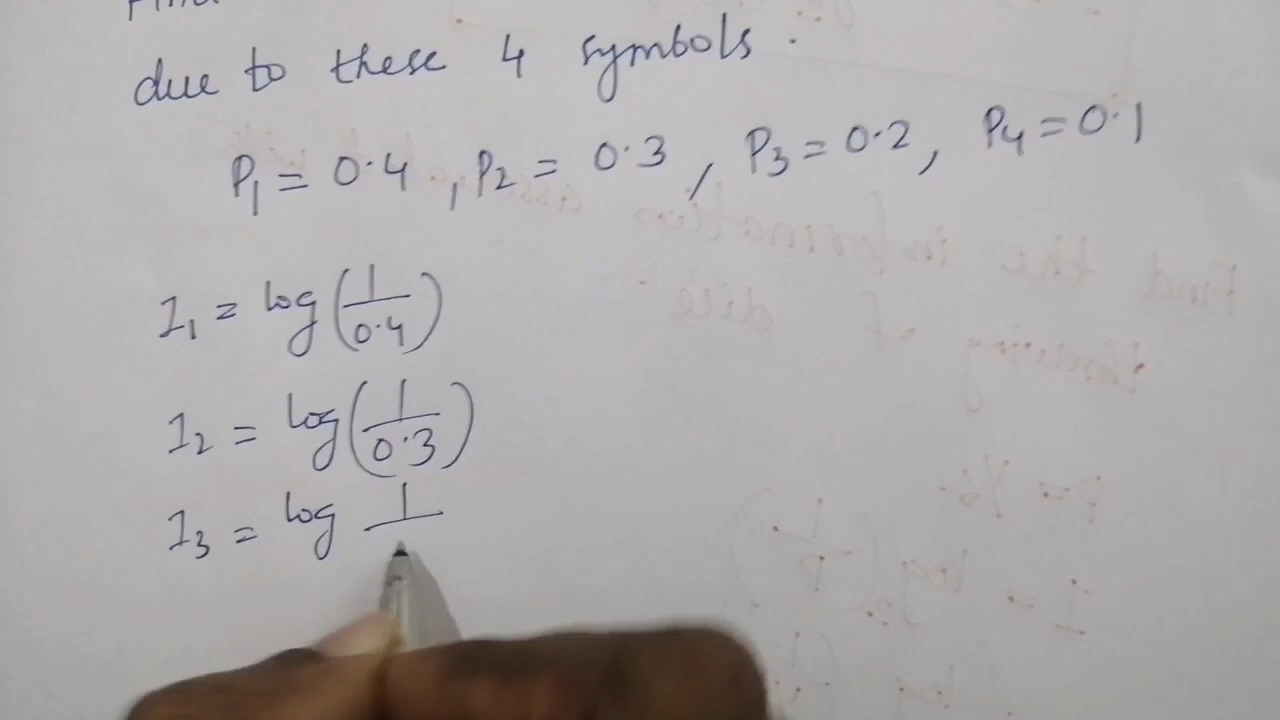 Find
due to these 4 symbols.
P₁ = 0.4, P₂ = 0.3, P₃ = 0.2, P₄ = 0.1
I₁ = log(1/0.4)
I₂ = log(1/0.3)
I₃ = log 1/